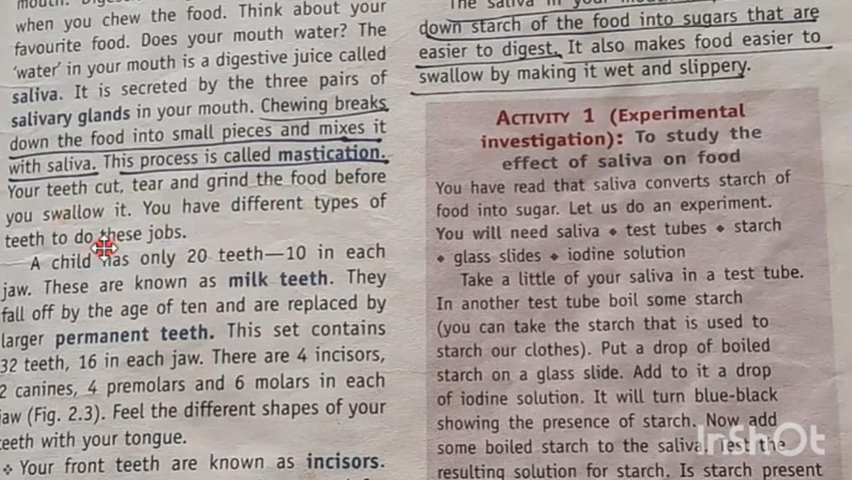 mouth.
when you chew the food. Think about your
favourite food. Does your mouth water? The
'water' in your mouth is a digestive juice called
saliva. It is secreted by the three pairs of
salivary glands in your mouth. Chewing breaks
down the food into small pieces and mixes it
with saliva. This process is called mastication.
Your teeth cut, tear and grind the food before
you swallow it. You have different types of
teeth to do these jobs.
A child has only 20 teeth—10 in each
jaw. These are known as milk teeth. They
fall off by the age of ten and are replaced by
larger permanent teeth. This set contains
32 teeth, 16 in each jaw. There are 4 incisors,
2 canines, 4 premolars and 6 molars in each
jaw (Fig. 2.3). Feel the different shapes of your
teeth with your tongue.
❖ Your front teeth are known as incisors.
The saliva in your
down starch of the food into sugars that are
easier to digest. It also makes food easier to
swallow by making it wet and slippery.
ACTIVITY 1 (Experimental
investigation): To study the
effect of saliva on food
You have read that saliva converts starch of
food into sugar. Let us do an experiment.
You will need saliva ◆ test tubes ◆ starch
◆ glass slides ◆ iodine solution
Take a little of your saliva in a test tube.
In another test tube boil some starch
(you can take the starch that is used to
starch our clothes). Put a drop of boiled
starch on a glass slide. Add to it a drop
of iodine solution. It will turn blue-black
showing the presence of starch. Now add
some boiled starch to the saliva. Test the
resulting solution for starch. Is starch present
InShOt